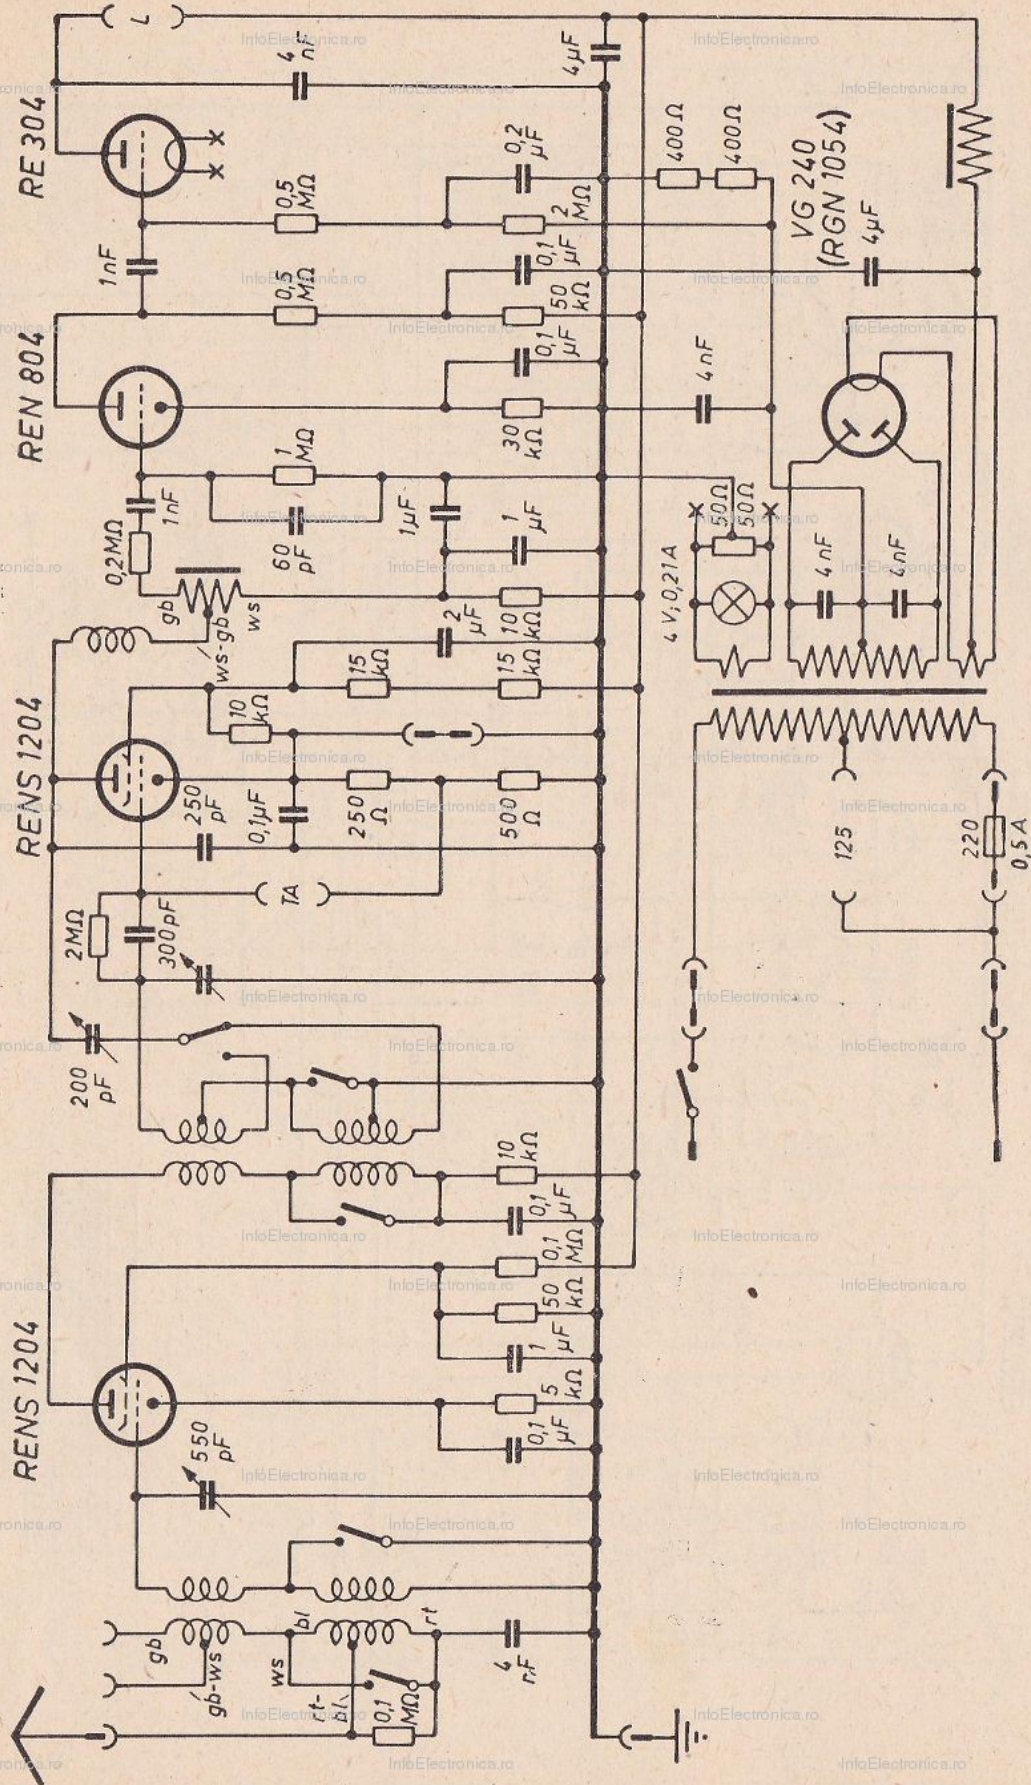 RENS 1204
RENS 1204
REN 804
RE 304
gb
gb-ws
ws
bl
rt-
bl
rt
0,1
MΩ
4
550
pF
0,1
µF
5
kΩ
1
µF
50
kΩ
0,1
MΩ
0,1
µF
10
kΩ
200
pF
2MΩ
300pF
TA
250
pF
0,1µF
250
Ω
500
Ω
10
kΩ
15
kΩ
15
kΩ
2
µF
10
kΩ
ws-gb
gb
ws
0,2MΩ
1nF
60
pF
1
MΩ
1µF
1
µF
30
kΩ
0,1
µF
50
kΩ
0,1
µF
0,5
MΩ
1nF
0,5
MΩ
2
MΩ
0,2
µF
4
nF
L
4µF
400Ω
400Ω
VG 240
(RGN 1054)
4µF
4nF
4V; 0,21A
50Ω
50Ω
4nF
4nF
125
220
0,5A
InfoElectronica.ro